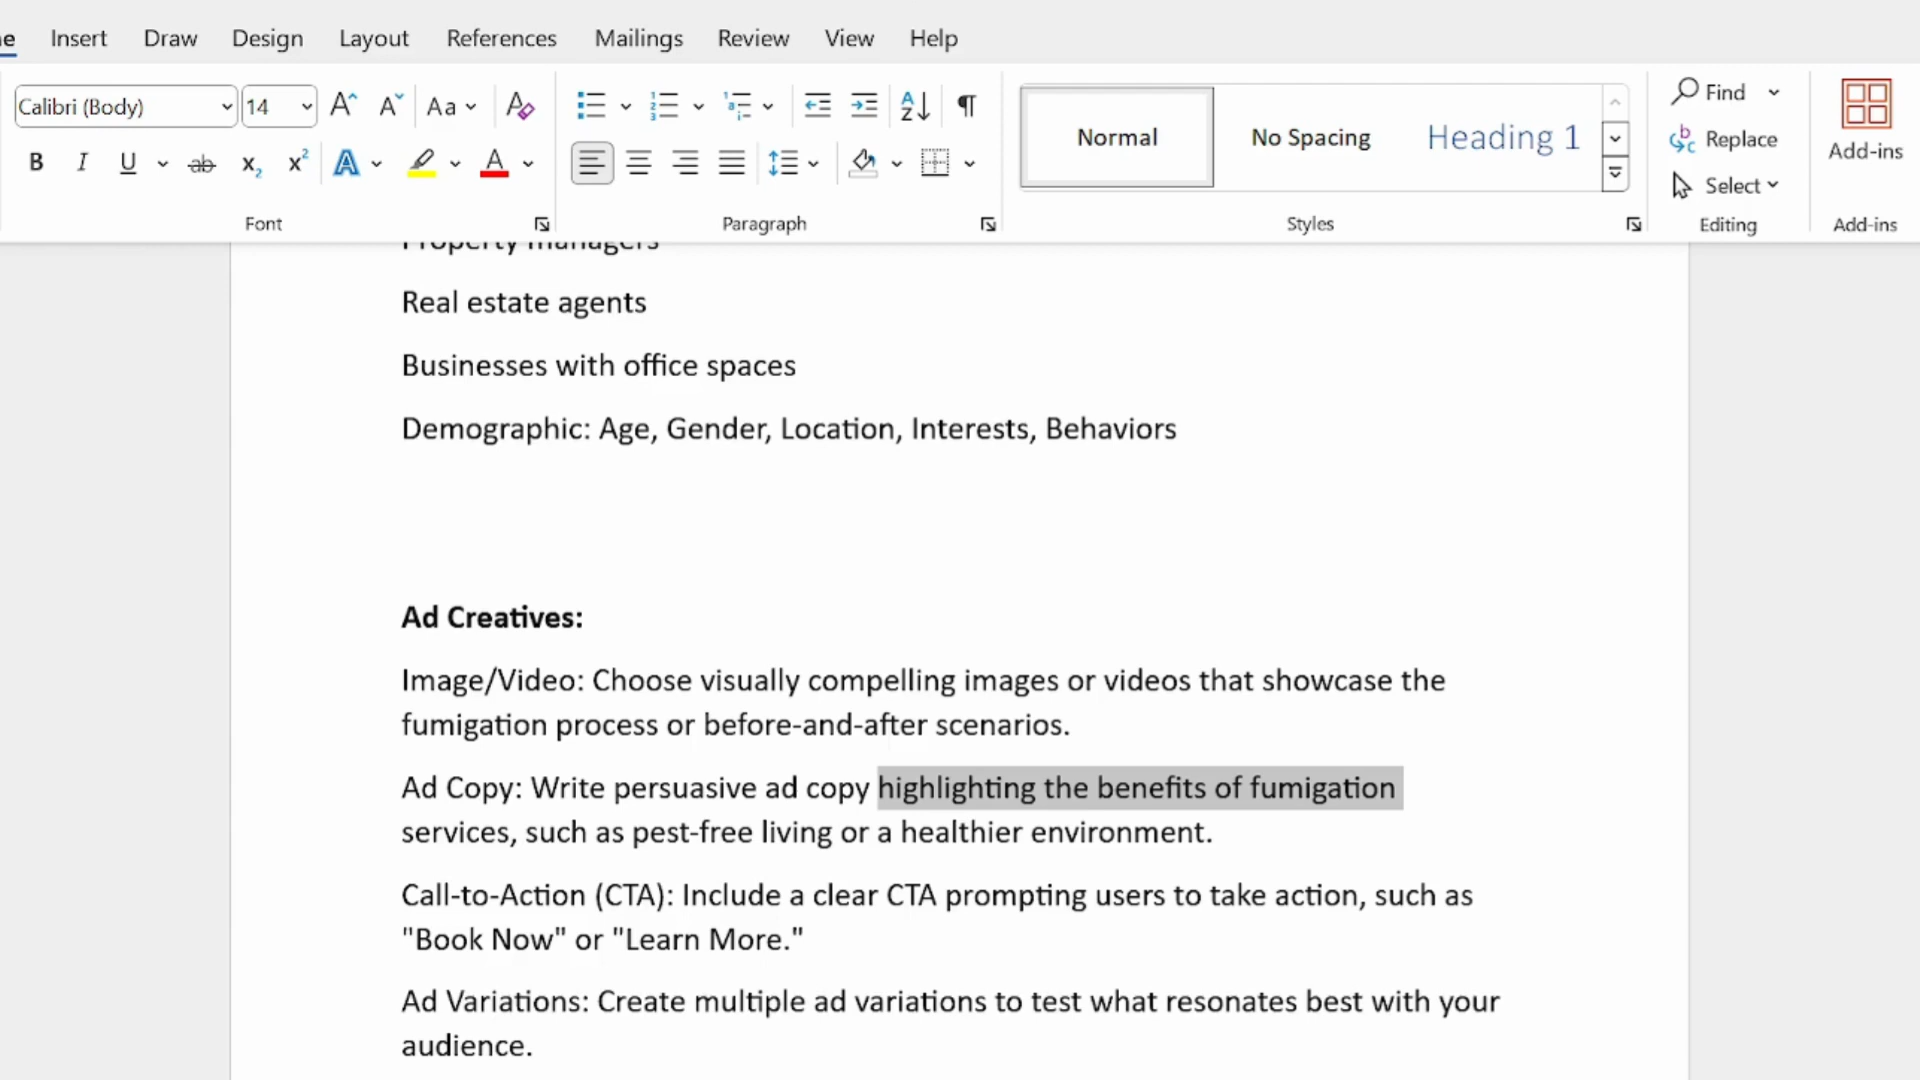 Insert Draw Design Layout References Mailings Review View Help
Calibri (Body) 14 Aa
Normal No Spacing Heading 1
Find
Replace
Select
Add-ins
Font Paragraph Styles Editing Add-ins
Property managers
Real estate agents
Businesses with office spaces
Demographic: Age, Gender, Location, Interests, Behaviors
Ad Creatives:
Image/Video: Choose visually compelling images or videos that showcase the
fumigation process or before-and-after scenarios.
Ad Copy: Write persuasive ad copy highlighting the benefits of fumigation
services, such as pest-free living or a healthier environment.
Call-to-Action (CTA): Include a clear CTA prompting users to take action, such as
"Book Now" or "Learn More."
Ad Variations: Create multiple ad variations to test what resonates best with your
audience.